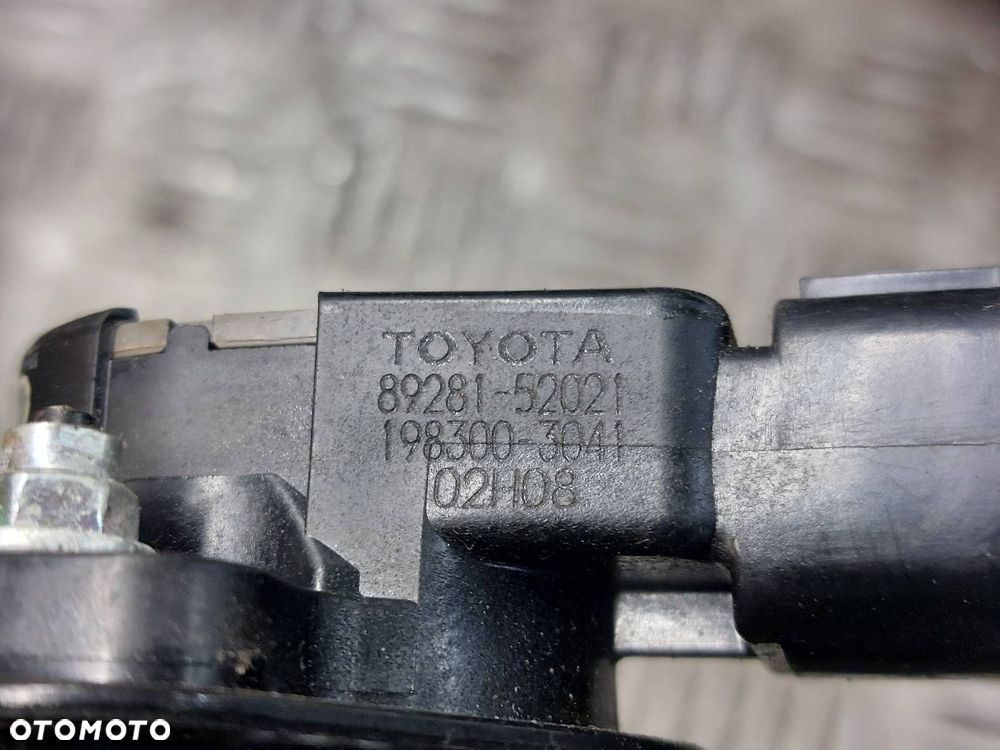 TOYOTA
89281-52021
198300-3041
02H08
OTOMOTO